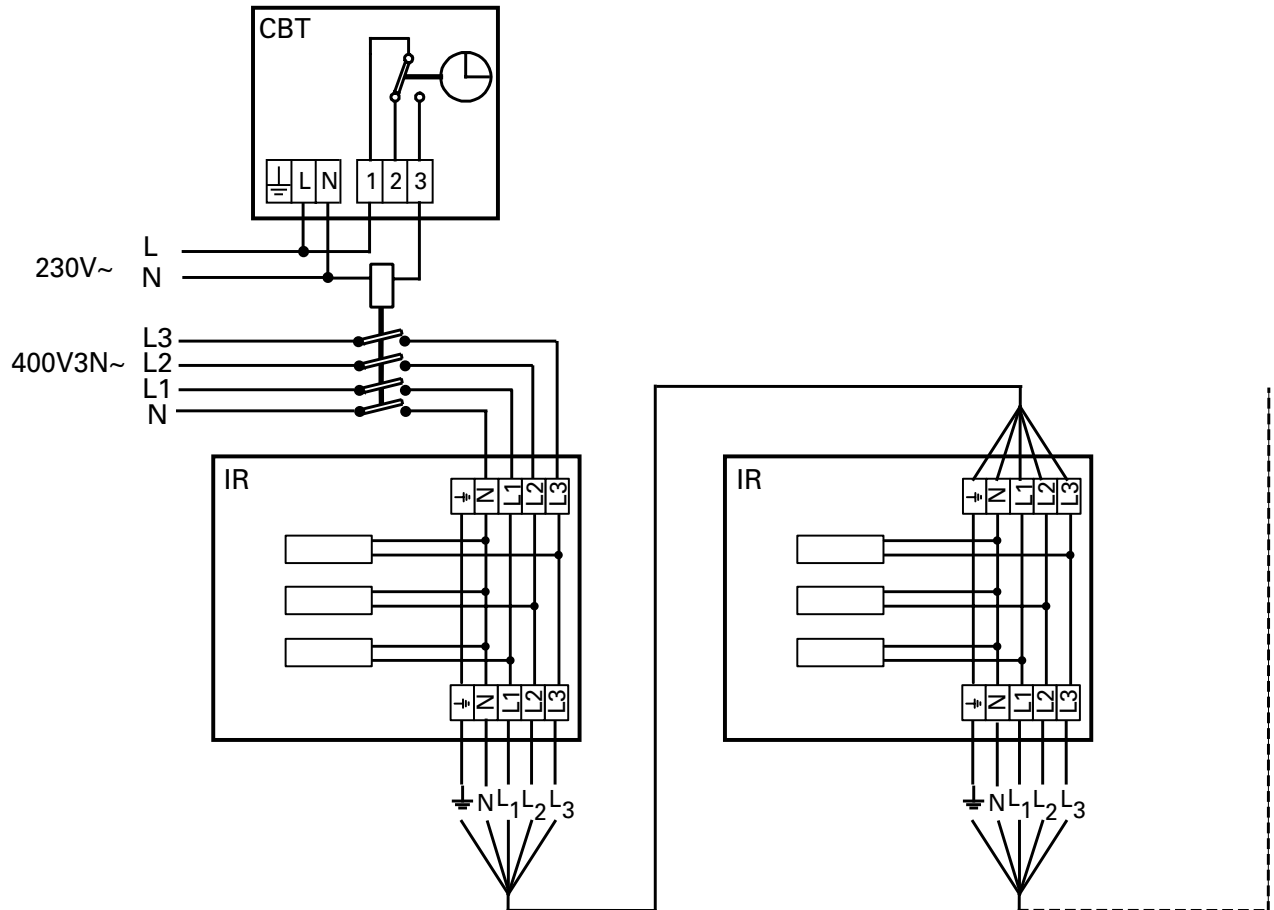 CBT
L N 1 2 3
L
230V~
N
L3
400V3N~ L2
L1
N
IR
N L1 L2 L3
N L1 L2 L3
N L1 L2 L3
IR
N L1 L2 L3
N L1 L2 L3
N L1 L2 L3